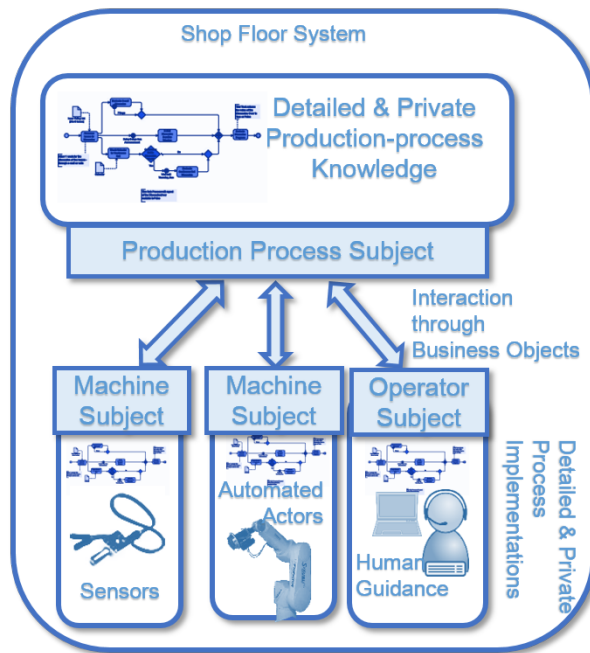 Shop Floor System
Detailed & Private
Production-process
Knowledge
Production Process Subject
Interaction
through
Business Objects
Machine
Subject
Machine
Subject
Operator
Subject
Automated
Actors
Sensors
Human
Guidance
Detailed & Private
Process
Implementations